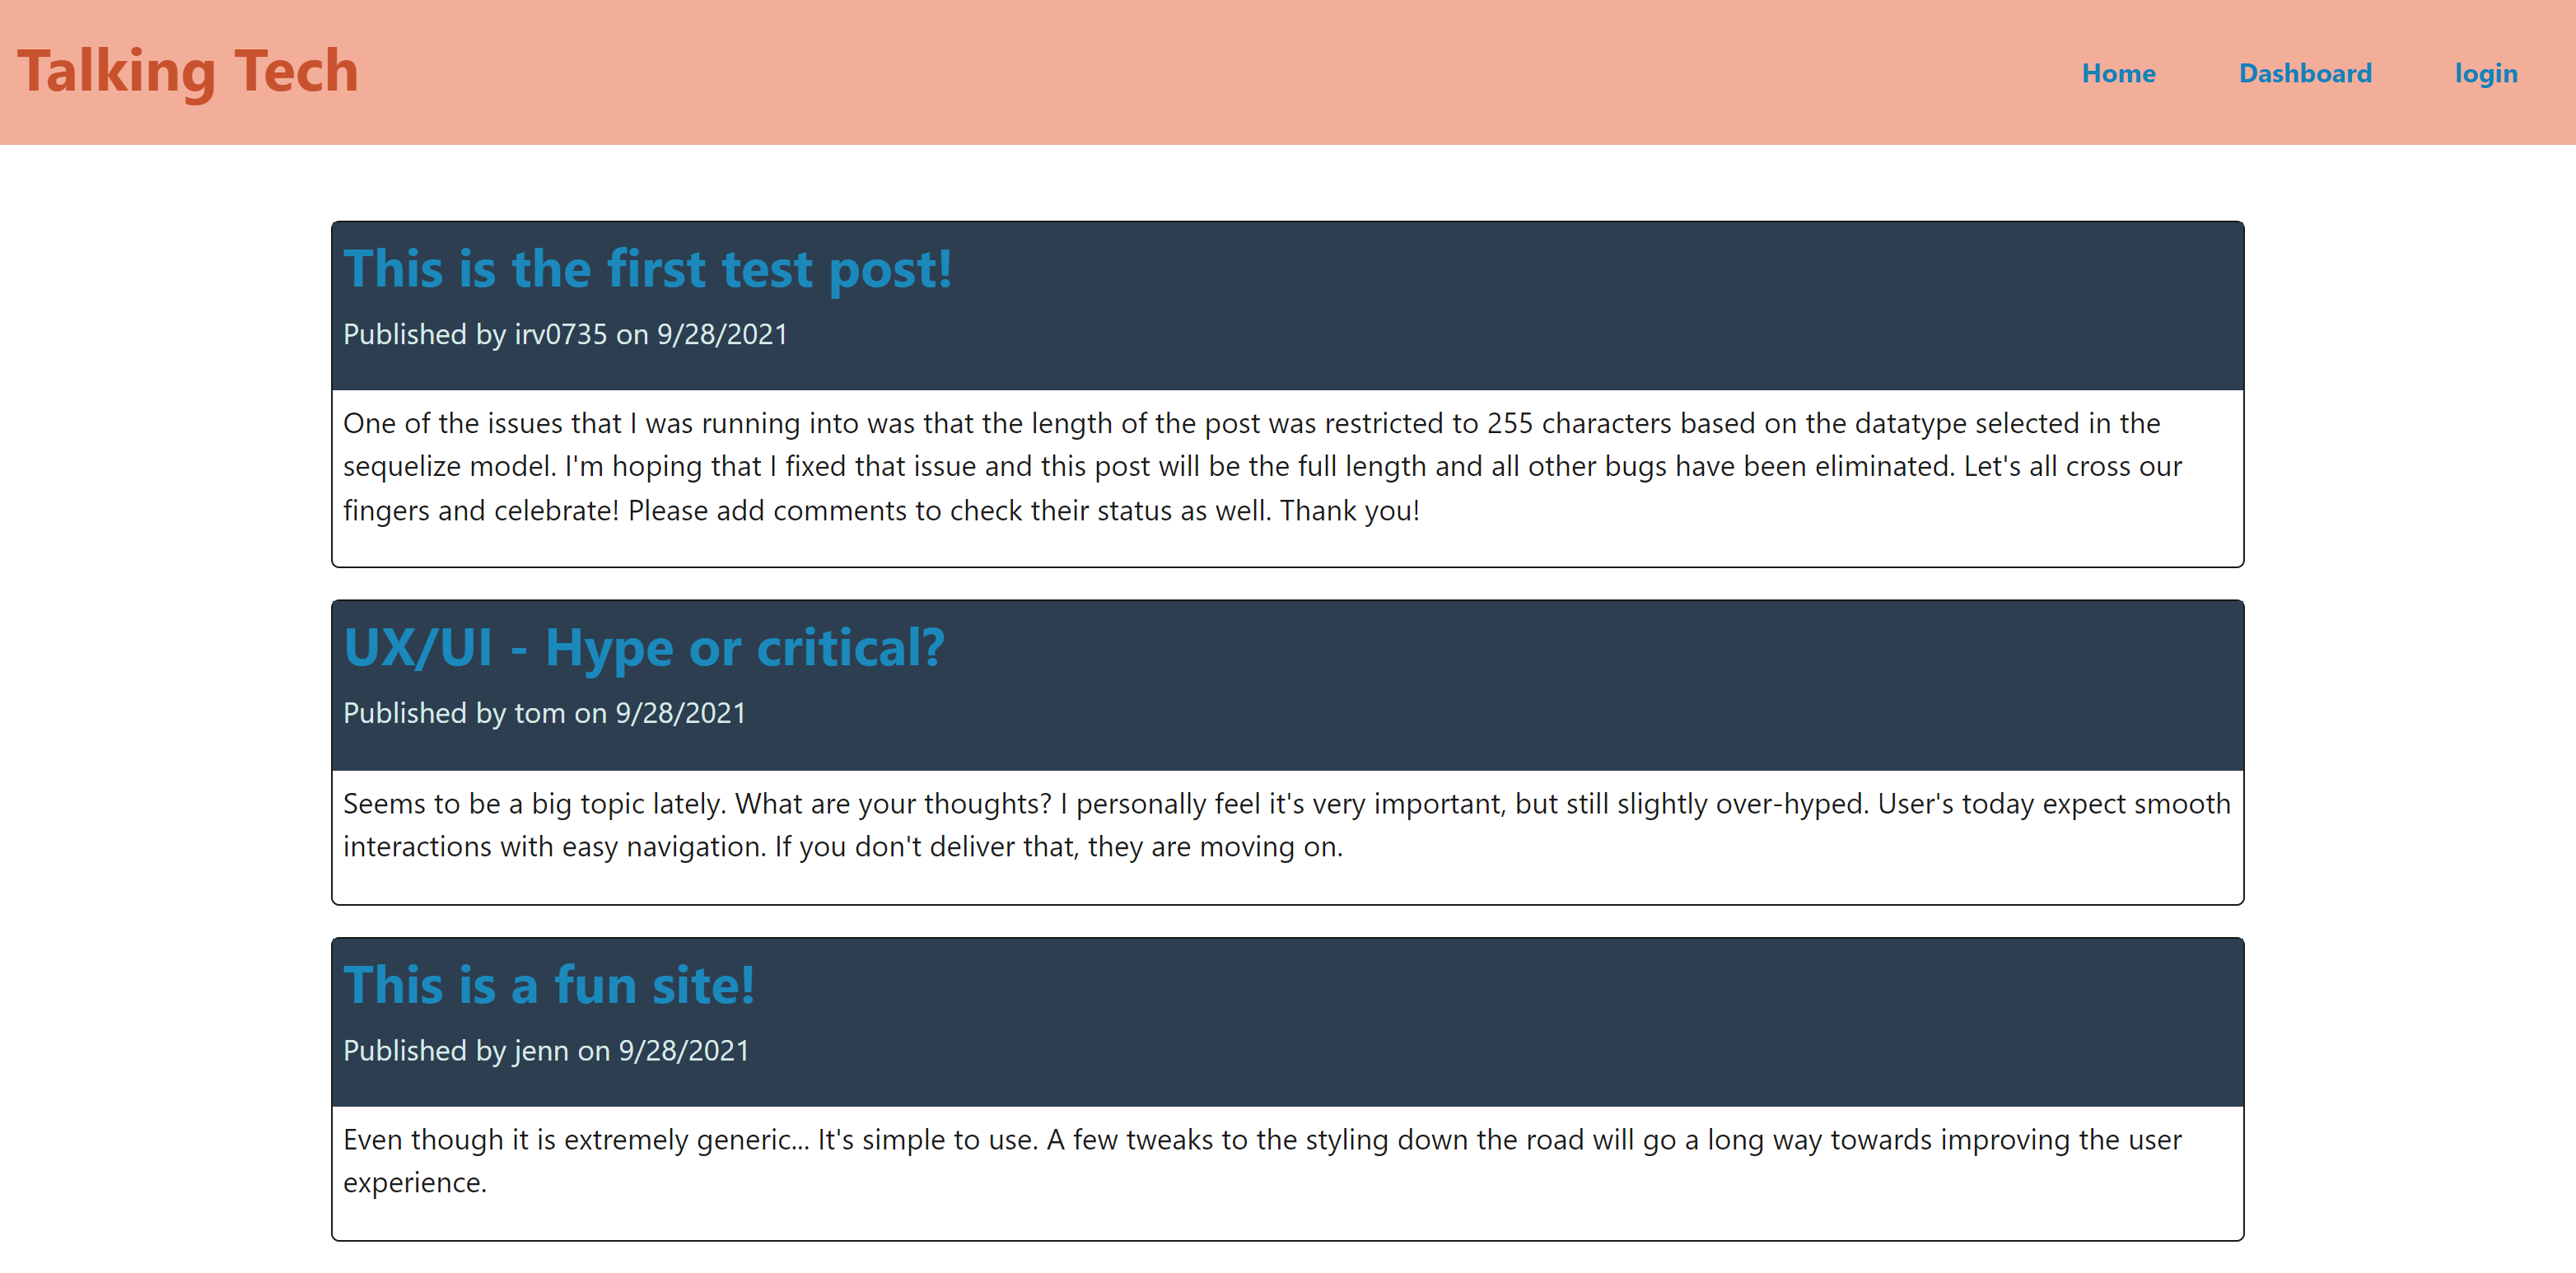 Talking Tech
Home Dashboard login
This is the first test post!
Published by irv0735 on 9/28/2021
One of the issues that I was running into was that the length of the post was restricted to 255 characters based on the datatype selected in the
sequelize model. I'm hoping that I fixed that issue and this post will be the full length and all other bugs have been eliminated. Let's all cross our
fingers and celebrate! Please add comments to check their status as well. Thank you!
UX/UI - Hype or critical?
Published by tom on 9/28/2021
Seems to be a big topic lately. What are your thoughts? I personally feel it's very important, but still slightly over-hyped. User's today expect smooth
interactions with easy navigation. If you don't deliver that, they are moving on.
This is a fun site!
Published by jenn on 9/28/2021
Even though it is extremely generic... It's simple to use. A few tweaks to the styling down the road will go a long way towards improving the user
experience.